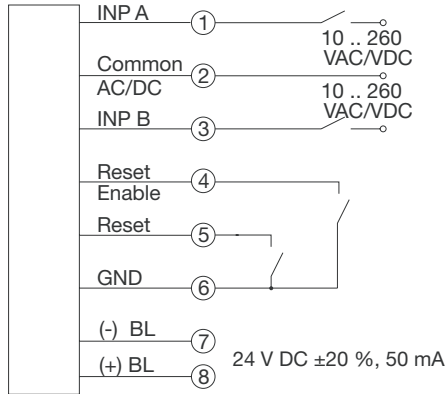 INP A
1
10 .. 260
VAC/VDC
Common
AC/DC
2
10 .. 260
VAC/VDC
INP B
3
Reset
Enable
4
Reset
5
GND
6
(-) BL
7
(+) BL
8
24 V DC ±20 %, 50 mA